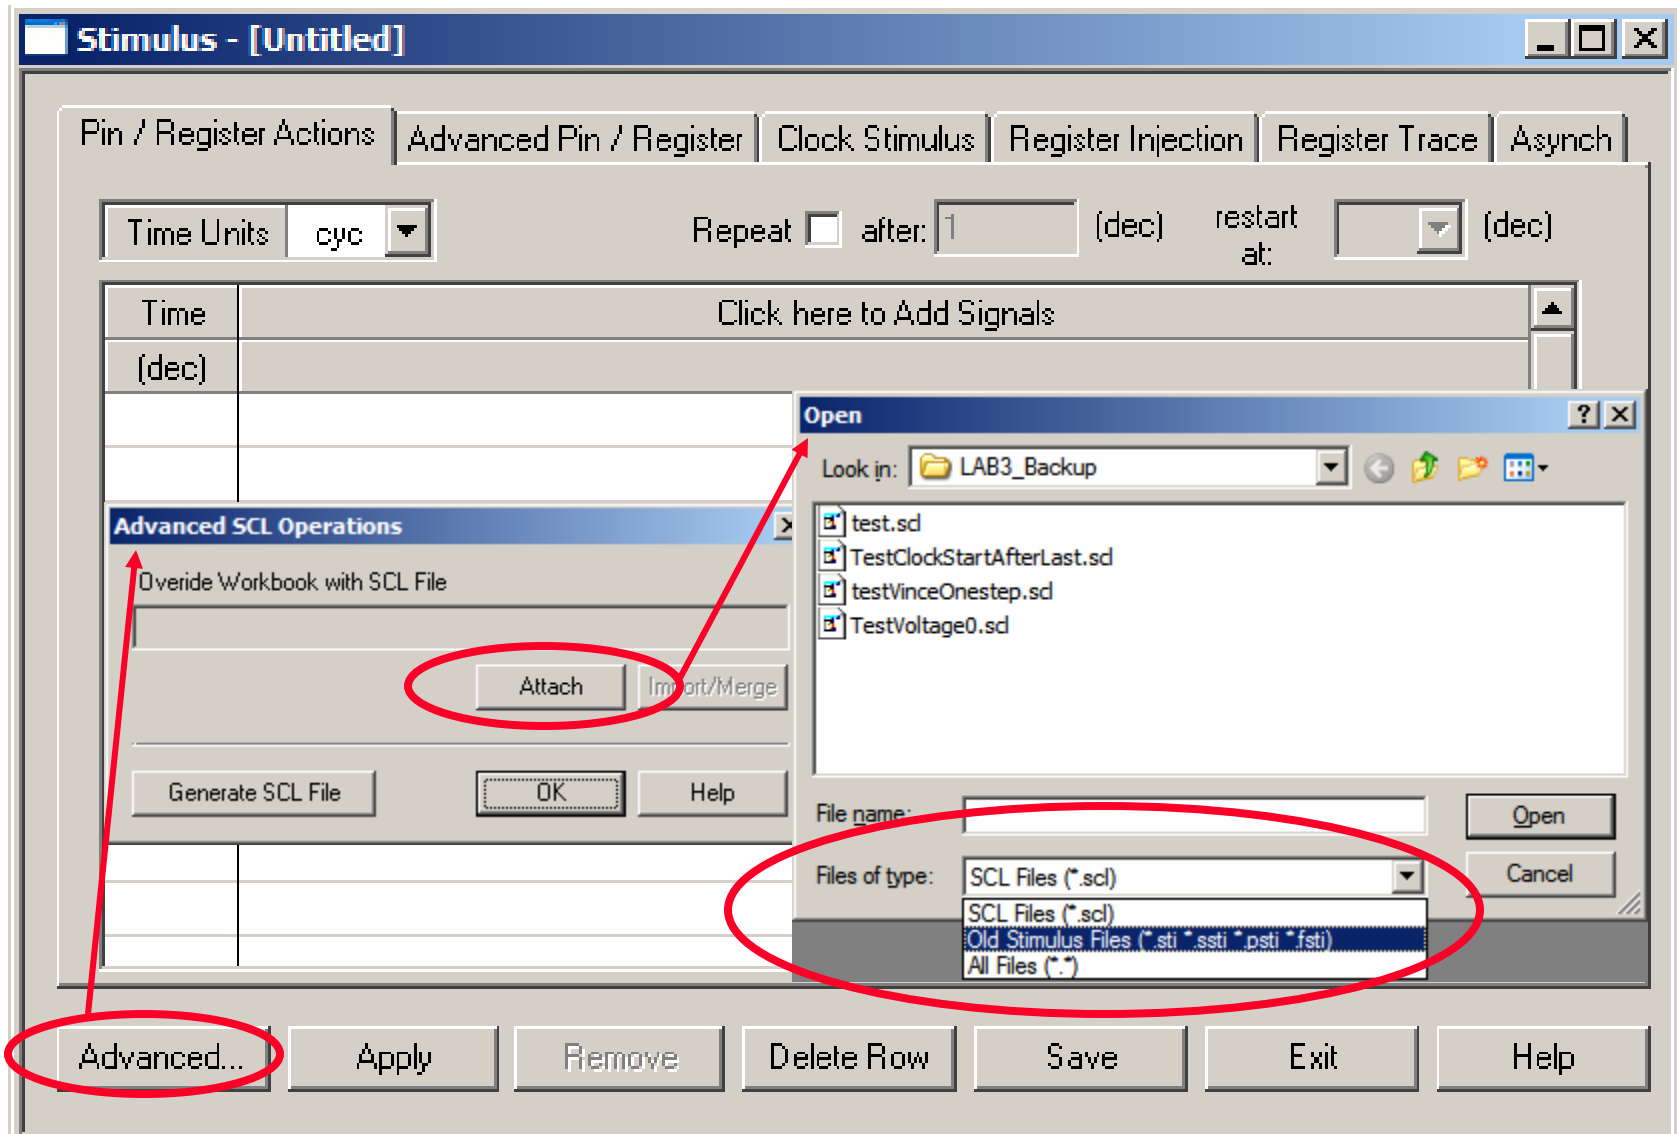 Stimulus - [Untitled]
Pin / Register Actions
Advanced Pin / Register
Clock Stimulus
Register Injection
Register Trace
Asynch
Time Units
cyc
Repeat
after:
1
(dec)
restart
at:
(dec)
Time
Click here to Add Signals
(dec)
Advanced SCL Operations
Overide Workbook with SCL File
Attach
Import/Merge
Generate SCL File
OK
Help
Open
Look in:
LAB3_Backup
test.scl
TestClockStartAfterLast.scl
testVinceOnestep.scl
TestVoltage0.scl
File name:
Open
Files of type:
SCL Files (*.scl)
Cancel
SCL Files (*.scl)
Old Stimulus Files (*.sti *.ssti *.psti *.fsti)
All Files (*.*)
Advanced...
Apply
Remove
Delete Row
Save
Exit
Help